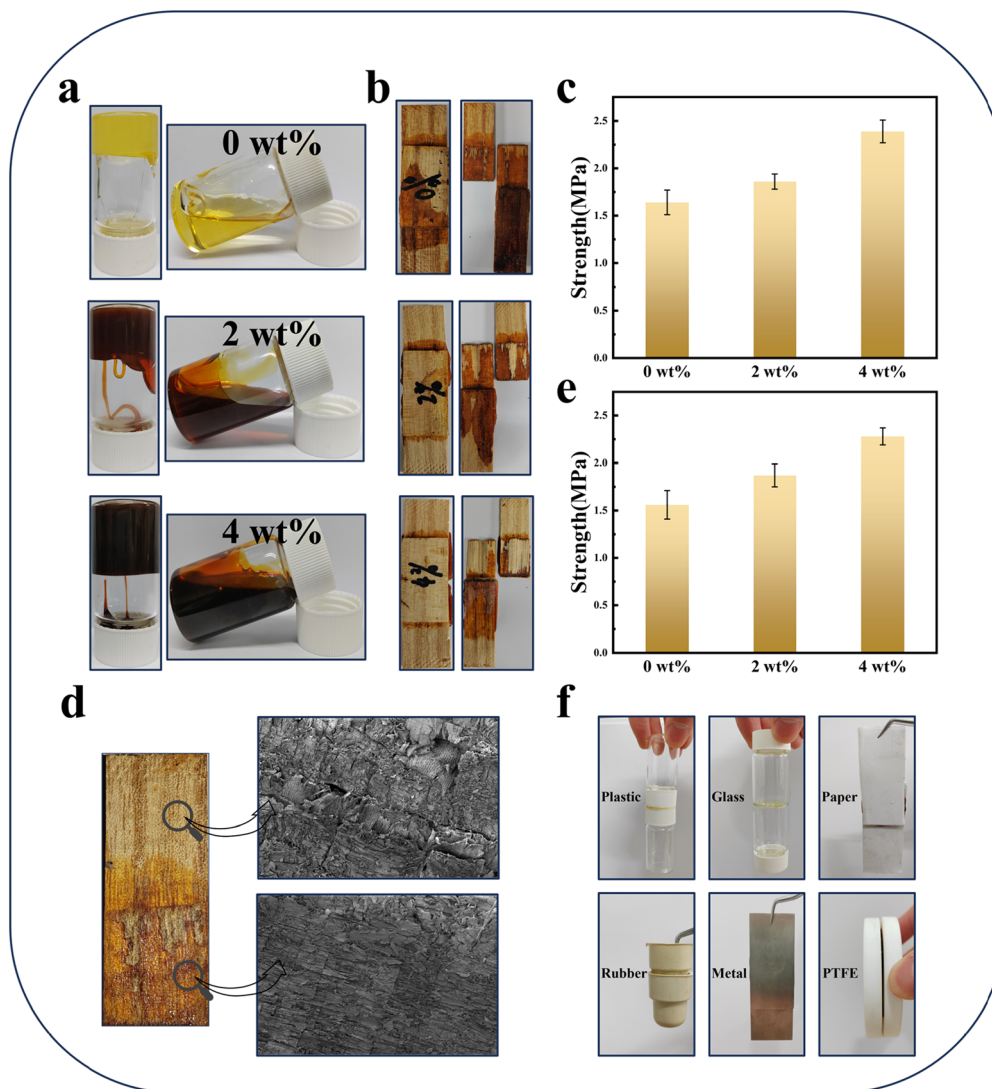 a
0 wt%
2 wt%
4 wt%
b
0%
2%
4%
c
Strength(MPa)
2.5
2.0
1.5
1.0
0.5
0.0
0 wt%
2 wt%
4 wt%
e
Strength(MPa)
2.5
2.0
1.5
1.0
0.5
0.0
0 wt%
2 wt%
4 wt%
d
f
Plastic
Glass
Paper
Rubber
Metal
PTFE